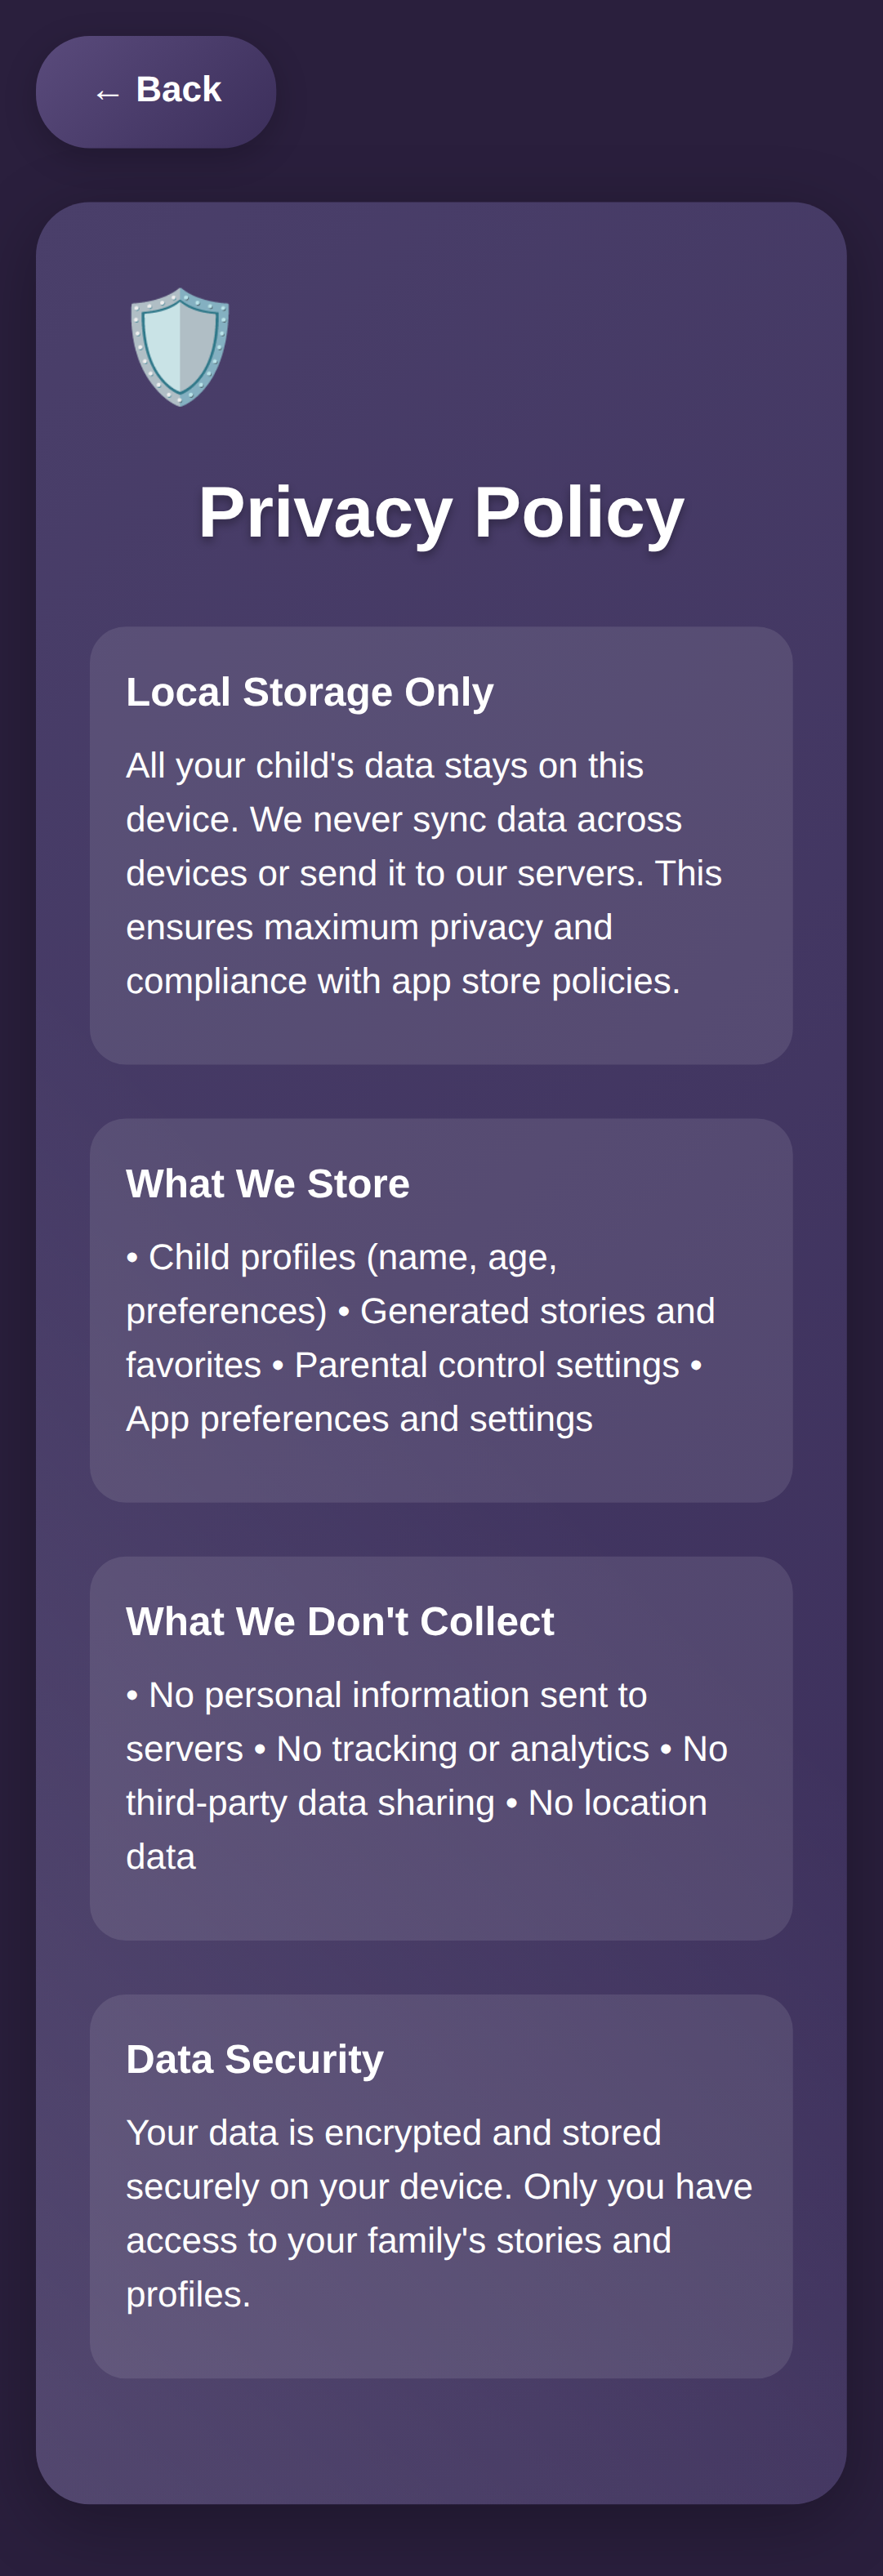 ← Back
Privacy Policy
Local Storage Only
All your child's data stays on this
device. We never sync data across
devices or send it to our servers. This
ensures maximum privacy and
compliance with app store policies.
What We Store
• Child profiles (name, age,
preferences) • Generated stories and
favorites • Parental control settings •
App preferences and settings
What We Don't Collect
• No personal information sent to
servers • No tracking or analytics • No
third-party data sharing • No location
data
Data Security
Your data is encrypted and stored
securely on your device. Only you have
access to your family's stories and
profiles.